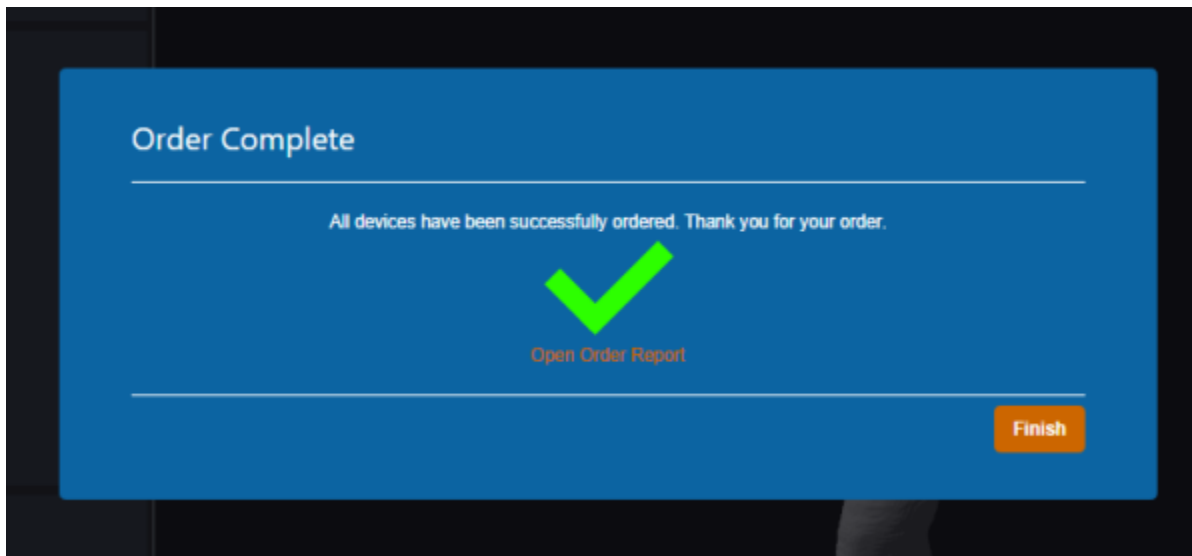 Order Complete
All devices have been successfully ordered. Thank you for your order.
Open Order Report
Finish